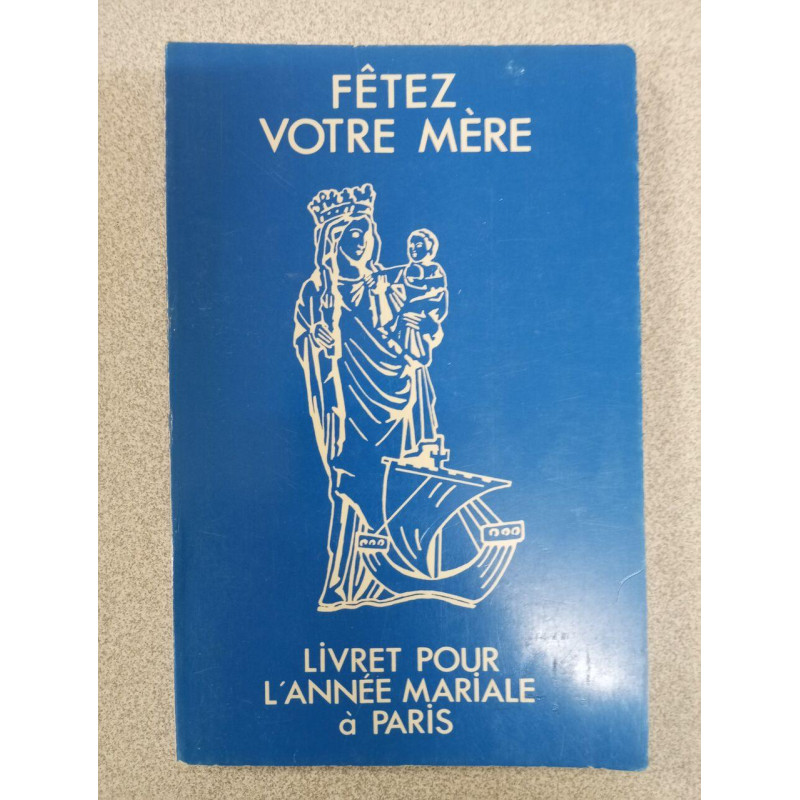 FÊTEZ
VOTRE MÈRE
LiVRET POUR
L'ANNÉE MARiALE
à PARiS